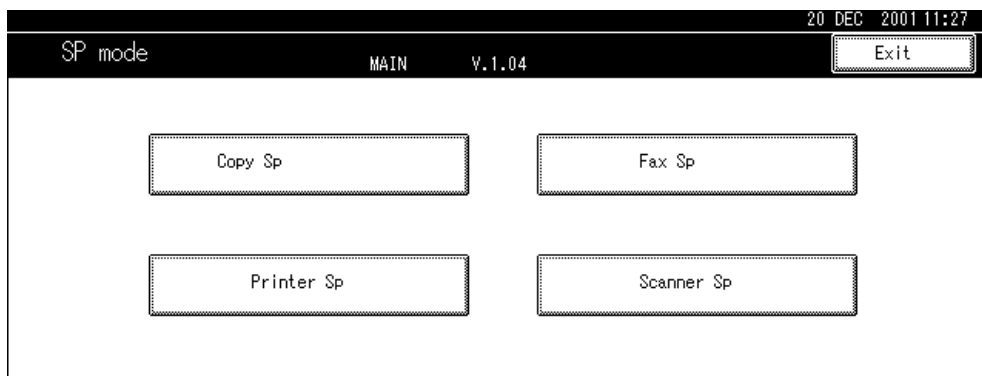 20 DEC 2001 11:27
SP mode MAIN V.1.04 Exit
Copy Sp Fax Sp
Printer Sp Scanner Sp